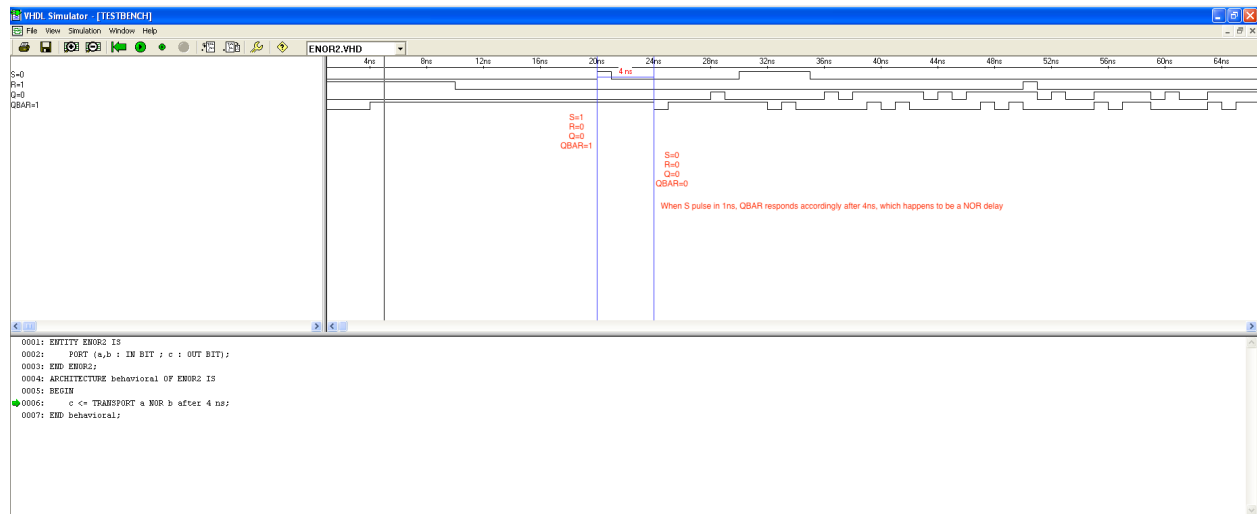 VHDL Simulator - [TESTBENCH]
File View Simulation Window Help
ENOR2.VHD
4ns 8ns 12ns 16ns 20ns 24ns 28ns 32ns 36ns 40ns 44ns 48ns 52ns 56ns 60ns 64ns
4 ns
S=0
R=1
Q=0
QBAR=1
S=1
R=0
Q=0
QBAR=1
S=0
R=0
Q=0
QBAR=0
When S pulse in 1ns, QBAR responds accordingly after 4ns, which happens to be a NOR delay
0001: ENTITY ENOR2 IS
0002: PORT (a,b : IN BIT ; c : OUT BIT);
0003: END ENOR2;
0004: ARCHITECTURE behavioral OF ENOR2 IS
0005: BEGIN
0006: c <= TRANSPORT a NOR b after 4 ns;
0007: END behavioral;